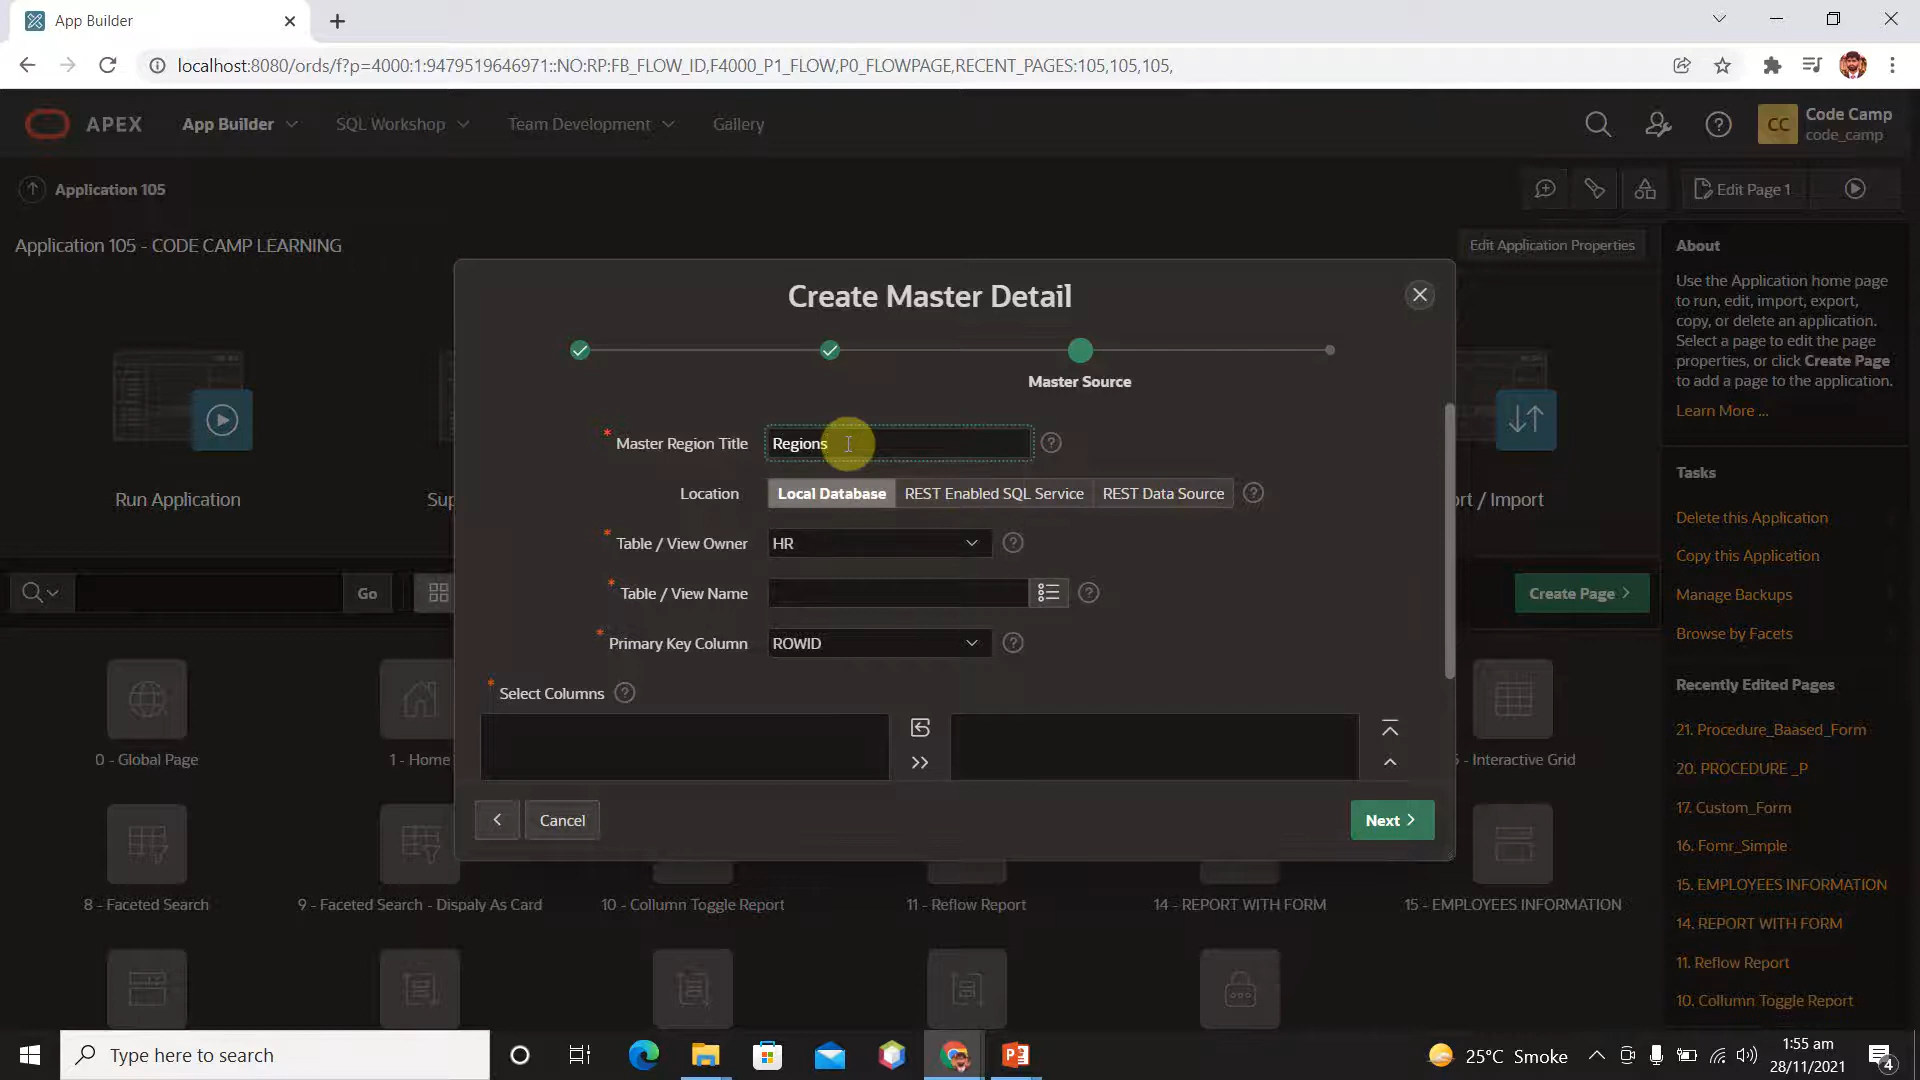 App Builder
localhost:8080/ords/f?p=4000:1:9479519646971::NO:RP:FB_FLOW_ID,F4000_P1_FLOW,P0_FLOWPAGE,RECENT_PAGES:105,105,105,
APEX
App Builder
SQL Workshop
Team Development
Gallery
CC
Code Camp
code_camp
Application 105
Edit Page 1
Application 105 - CODE CAMP LEARNING
Edit Application Properties
About
Use the Application home page
to run, edit, import, export,
copy, or delete an application.
Select a page to edit the page
properties, or click Create Page
to add a page to the application.
Learn More ...
Create Master Detail
Master Source
* Master Region Title
Regions
Location
Local Database
REST Enabled SQL Service
REST Data Source
* Table / View Owner
HR
* Table / View Name
* Primary Key Column
ROWID
* Select Columns
Cancel
Next
Run Application
Sup
ort / Import
Go
Create Page
Tasks
Delete this Application
Copy this Application
Manage Backups
Browse by Facets
Recently Edited Pages
21. Procedure_Baased_Form
20. PROCEDURE _P
17. Custom_Form
16. Fomr_Simple
15. EMPLOYEES INFORMATION
14. REPORT WITH FORM
11. Reflow Report
10. Collumn Toggle Report
0 - Global Page
1 - Home
- Interactive Grid
8 - Faceted Search
9 - Faceted Search - Dispaly As Card
10 - Collumn Toggle Report
11 - Reflow Report
14 - REPORT WITH FORM
15 - EMPLOYEES INFORMATION
Type here to search
25°C Smoke
1:55 am
28/11/2021
4